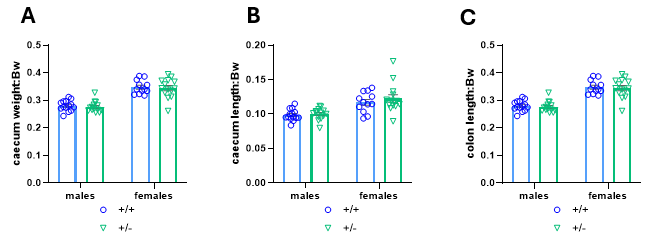 A
caecum weight:Bw
0.5
0.4
0.3
0.2
0.1
0.0
males
females
+/+
+/-
B
caecum length:Bw
0.20
0.15
0.10
0.05
0.00
males
females
+/+
+/-
C
colon length:Bw
0.5
0.4
0.3
0.2
0.1
0.0
males
females
+/+
+/-